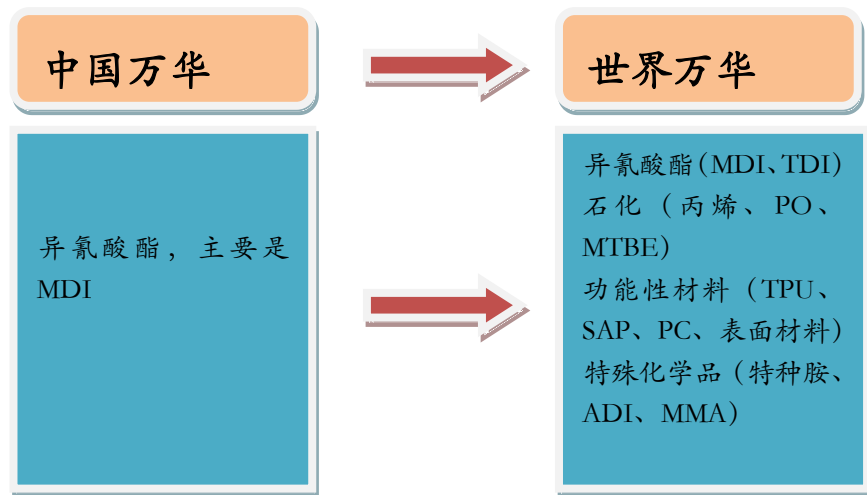 中国万华
世界万华
异氰酸酯，主要是
MDI
异氰酸酯（MDI、TDI）
石化（丙烯、PO、
MTBE）
功能性材料（TPU、
SAP、PC、表面材料）
特殊化学品（特种胺、
ADI、MMA）